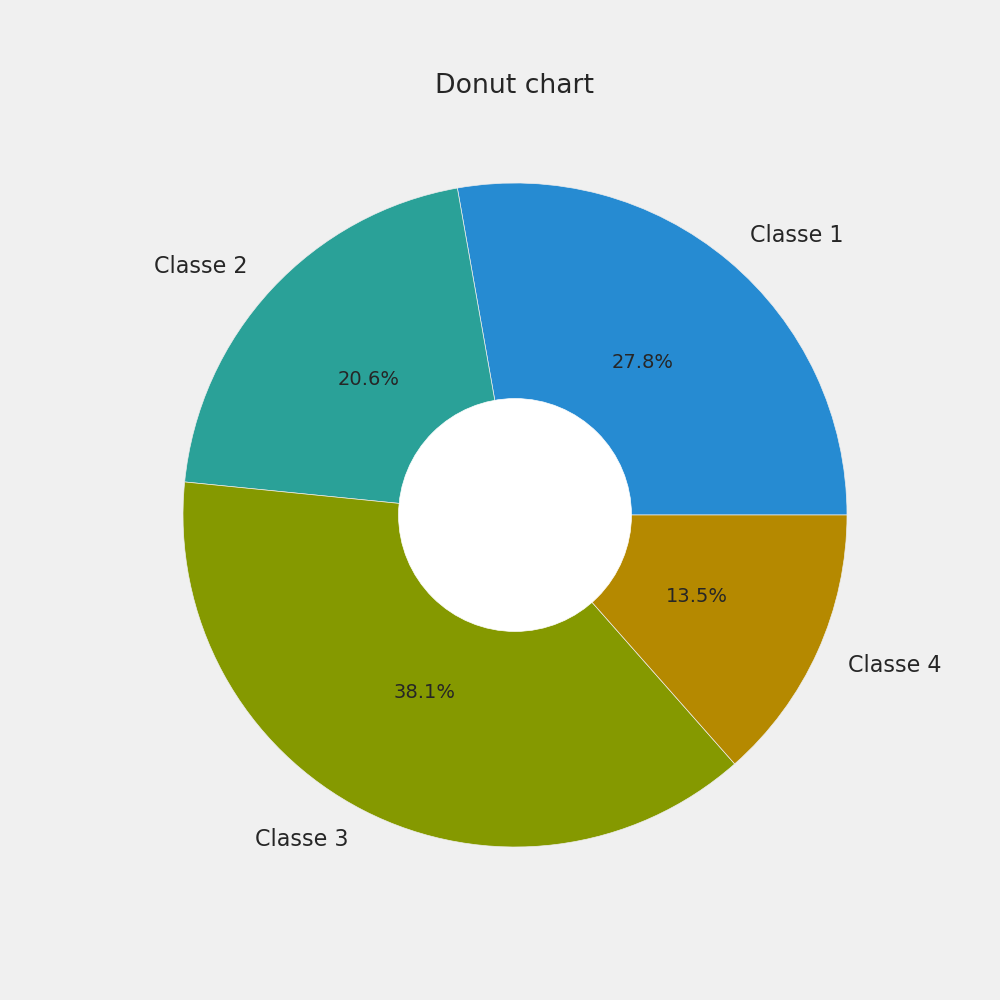 Donut chart
Classe 1
Classe 2
27.8%
20.6%
13.5%
Classe 4
38.1%
Classe 3